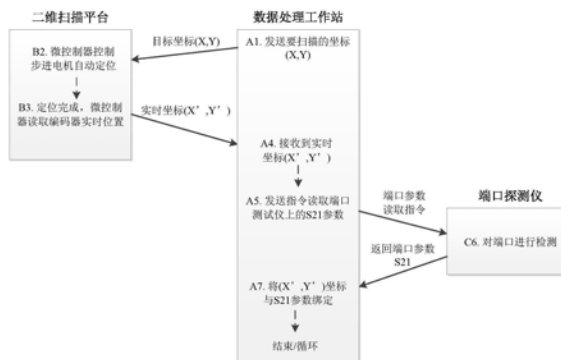 二维扫描平台
数据处理工作站
B2. 微控制器控制
步进电机自动定位
B3. 定位完成，微控制
器读取编码器实时位置
目标坐标(X,Y)
A1. 发送要扫描的坐标
(X,Y)
实时坐标(X’,Y’)
A4. 接收到实时
坐标(X’,Y’)
A5. 发送指令读取端口
测试仪上的S21参数
端口参数
读取指令
端口探测仪
C6. 对端口进行检测
返回端口参数
S21
A7. 将(X’,Y’)坐标
与S21参数绑定
结束/循环